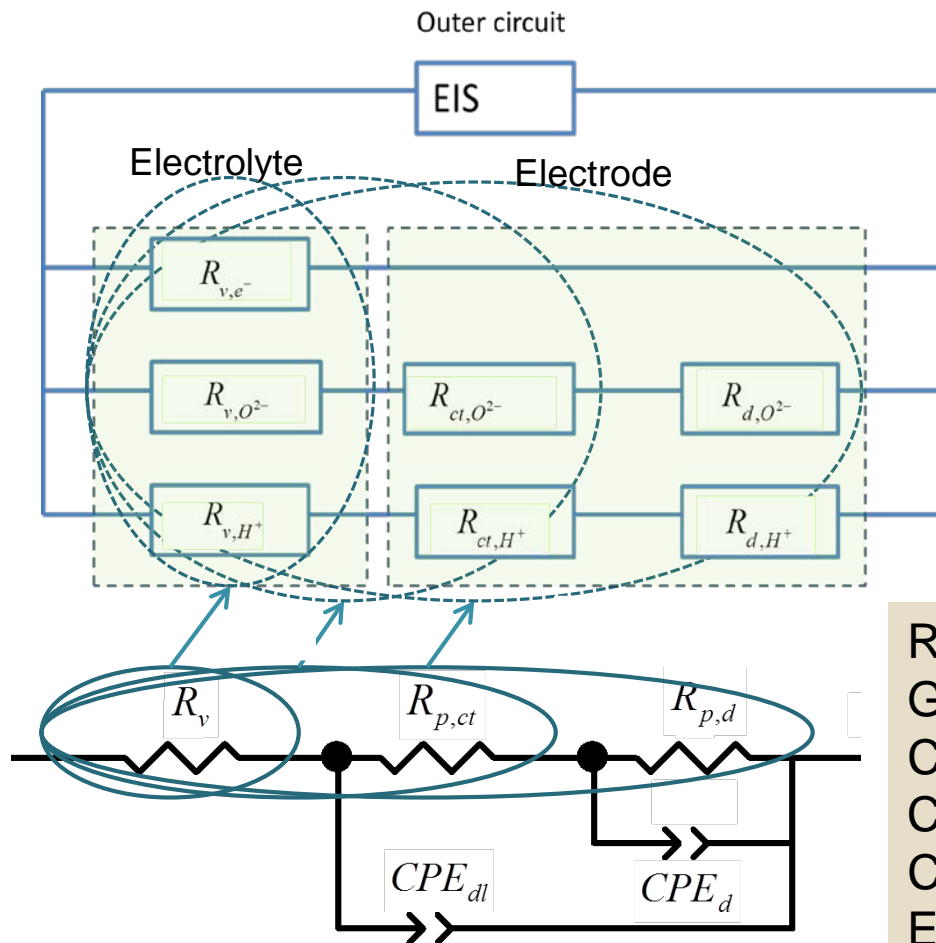 Outer circuit
EIS
Electrolyte
Electrode
R_{v,e^-}
R_{v,O^{2-}} R_{ct,O^{2-}} R_{d,O^{2-}}
R_{v,H^+} R_{ct,H^+} R_{d,H^+}
R_v R_{p,ct} R_{p,d}
CPE_{dl} CPE_d
R
G
C
C
C
E